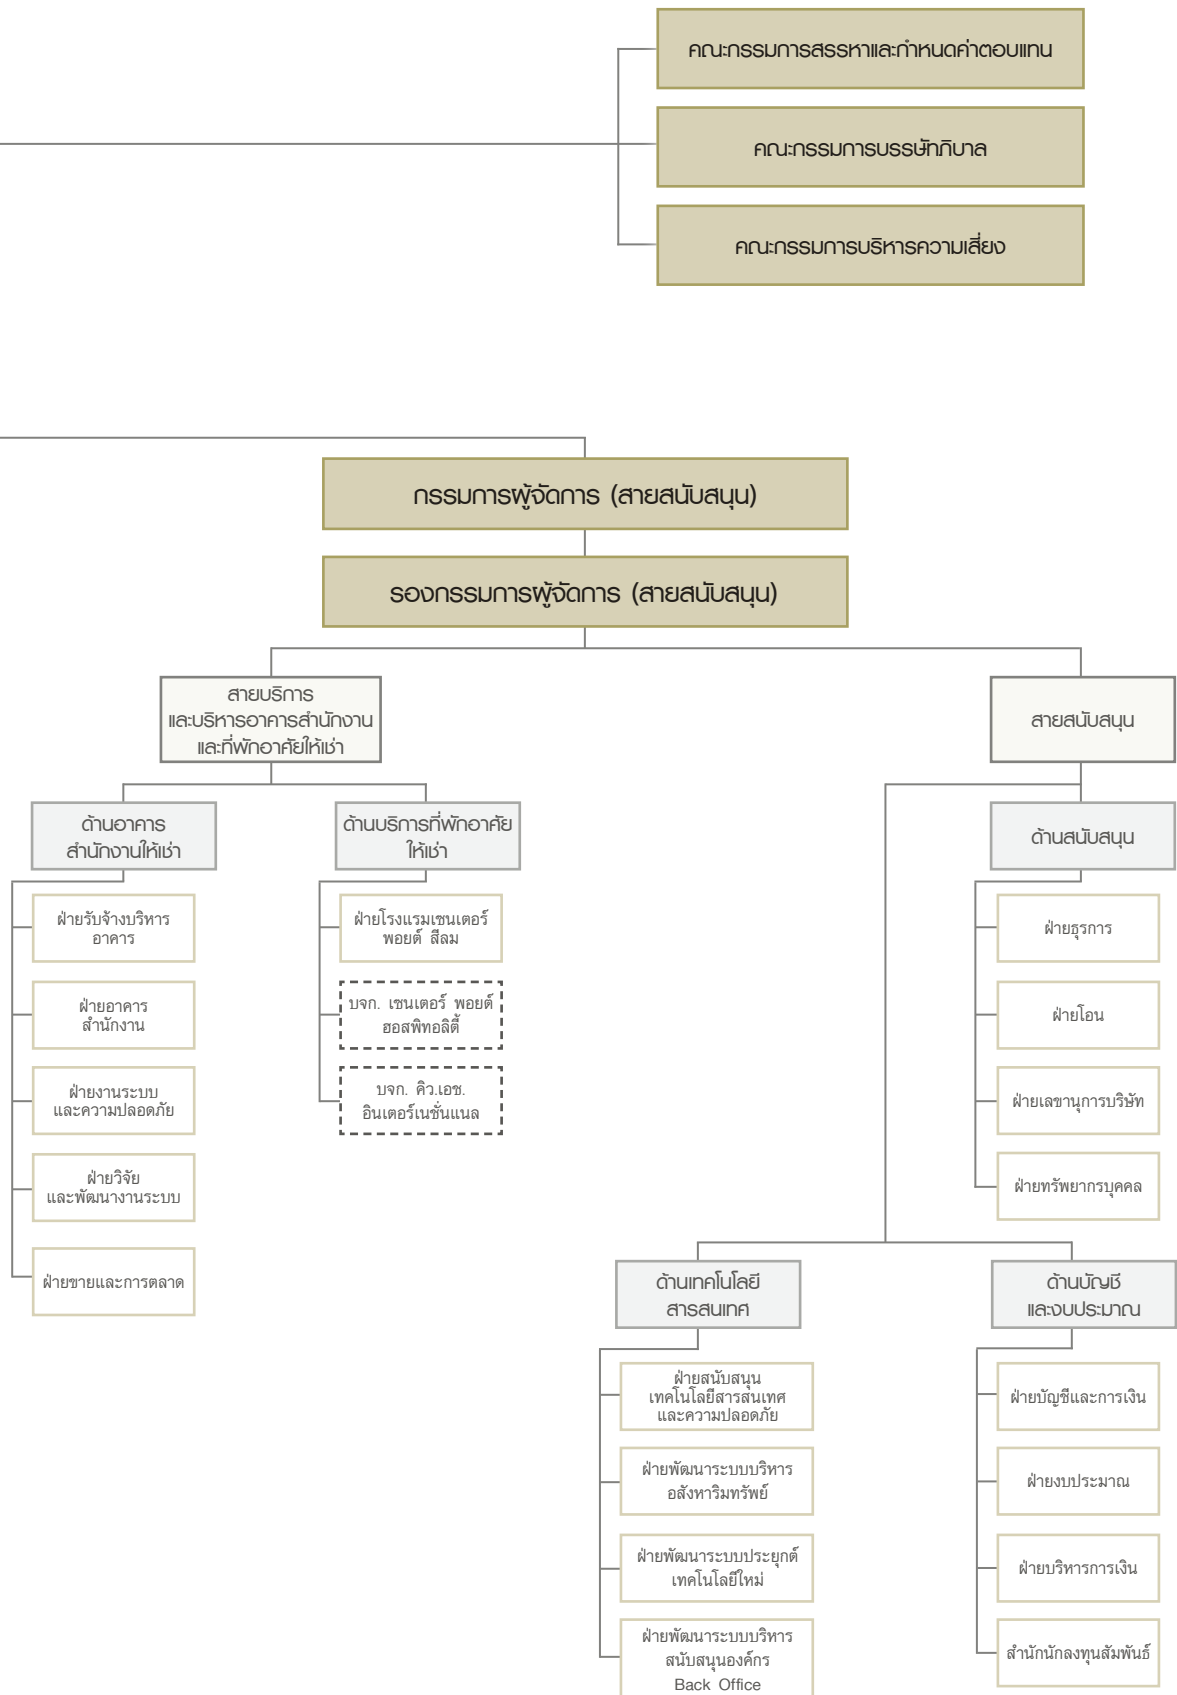 คณะกรรมการสรรหาและกำหนดค่าตอบแทน
คณะกรรมการบรรษัทภิบาล
คณะกรรมการบริหารความเสี่ยง
กรรมการผู้จัดการ (สายสนับสนุน)
รองกรรมการผู้จัดการ (สายสนับสนุน)
สายบริการ
และบริหารอาคารสำนักงาน
และที่พักอาศัยให้เช่า
สายสนับสนุน
ด้านอาคาร
สำนักงานให้เช่า
ด้านบริการที่พักอาศัย
ให้เช่า
ด้านสนับสนุน
ฝ่ายรับจ้างบริหาร
อาคาร
ฝ่ายอาคาร
สำนักงาน
ฝ่ายงานระบบ
และความปลอดภัย
ฝ่ายวิจัย
และพัฒนางานระบบ
ฝ่ายขายและการตลาด
ฝ่ายโรงแรมเซนเตอร์
พอยต์ สีลม
บจก. เซนเตอร์ พอยต์
ฮอสพิทอลิตี้
บจก. คิว.เอช.
อินเตอร์เนชั่นแนล
ฝ่ายธุรการ
ฝ่ายโอน
ฝ่ายเลขานุการบริษัท
ฝ่ายทรัพยากรบุคคล
ด้านเทคโนโลยี
สารสนเทศ
ด้านบัญชี
และงบประมาณ
ฝ่ายสนับสนุน
เทคโนโลยีสารสนเทศ
และความปลอดภัย
ฝ่ายพัฒนาระบบบริหาร
อสังหาริมทรัพย์
ฝ่ายพัฒนาระบบประยุกต์
เทคโนโลยีใหม่
ฝ่ายพัฒนาระบบบริหาร
สนับสนุนองค์กร
Back Office
ฝ่ายบัญชีและการเงิน
ฝ่ายงบประมาณ
ฝ่ายบริหารการเงิน
สำนักนักลงทุนสัมพันธ์